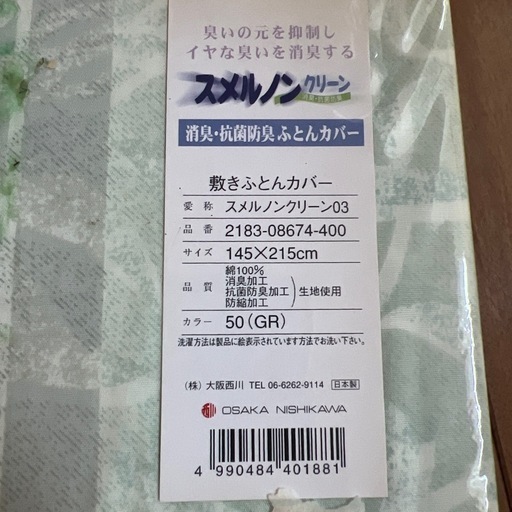 臭いの元を抑制し
イヤな臭いを消臭する
スメルノンクリーン
消臭・抗菌防臭ふとんカバー
敷きふとんカバー
愛称 スメルノンクリーン03
品番 2183-08674-400
サイズ 145×215cm
品質 綿100%
消臭加工
抗菌防臭加工 生地使用
防縮加工
カラー 50(GR)
洗濯方法は製品に絵表示されています方法でお洗い下さい。
(株)大阪西川 TEL 06-6262-9114 日本製
OSAKA NISHIKAWA
4 990484 401881